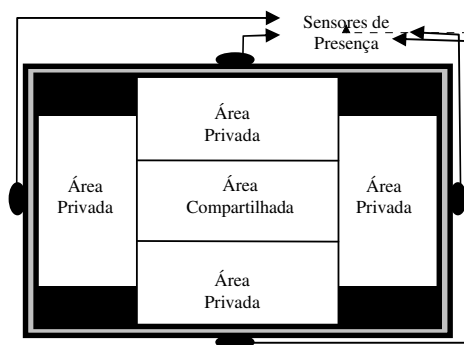 Sensores de
Presença
Área
Privada
Área
Privada
Área
Compartilhada
Área
Privada
Área
Privada